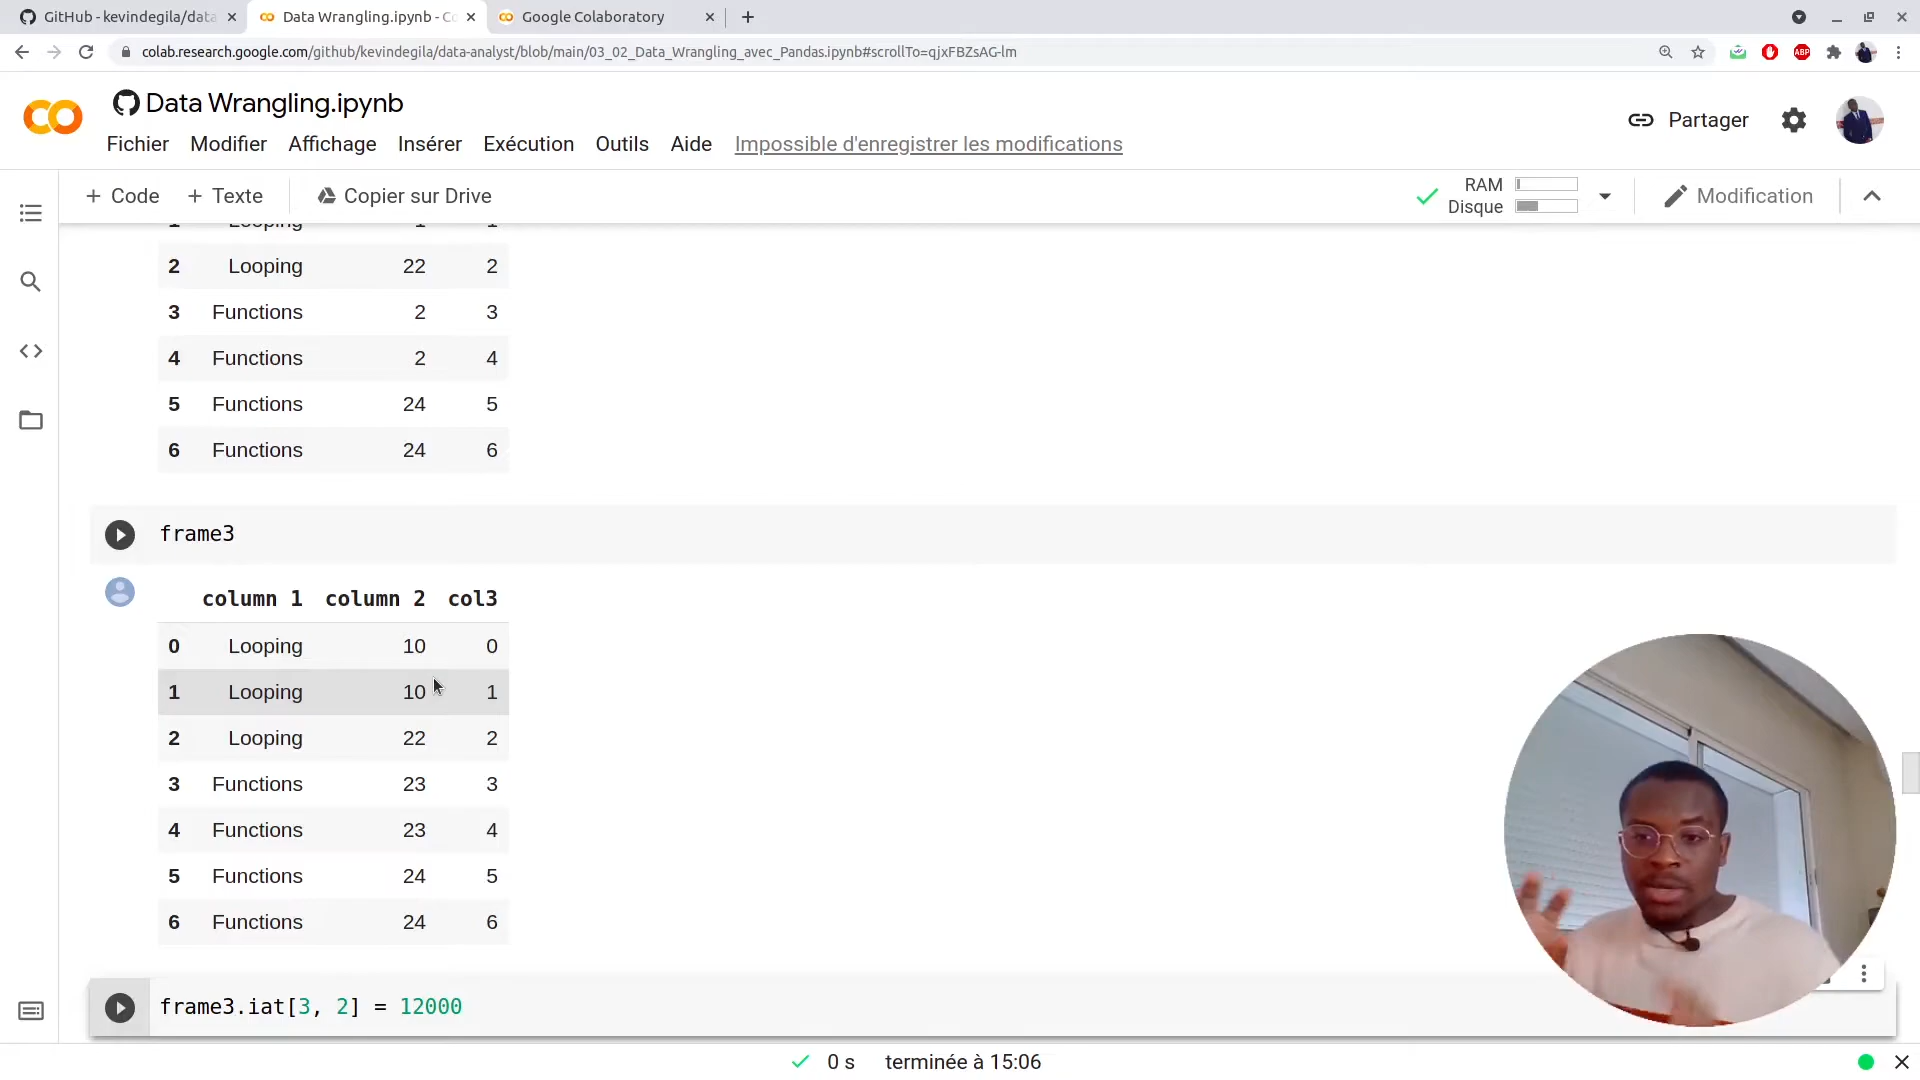 GitHub - kevindegila/data
Data Wrangling.ipynb - Co
Google Colaboratory
colab.research.google.com/github/kevindegila/data-analyst/blob/main/03_02_Data_Wrangling_avec_Pandas.ipynb#scrollTo=qjxFBZsAG-lm
ABP
Data Wrangling.ipynb
Partager
Fichier Modifier Affichage Insérer Exécution Outils Aide Impossible d'enregistrer les modifications
+ Code + Texte Copier sur Drive
RAM
Disque
Modification
1 Looping 1 1
2 Looping 22 2
3 Functions 2 3
4 Functions 2 4
5 Functions 24 5
6 Functions 24 6
frame3
column 1 column 2 col3
0 Looping 10 0
1 Looping 10 1
2 Looping 22 2
3 Functions 23 3
4 Functions 23 4
5 Functions 24 5
6 Functions 24 6
frame3.iat[3, 2] = 12000
0 s terminée à 15:06